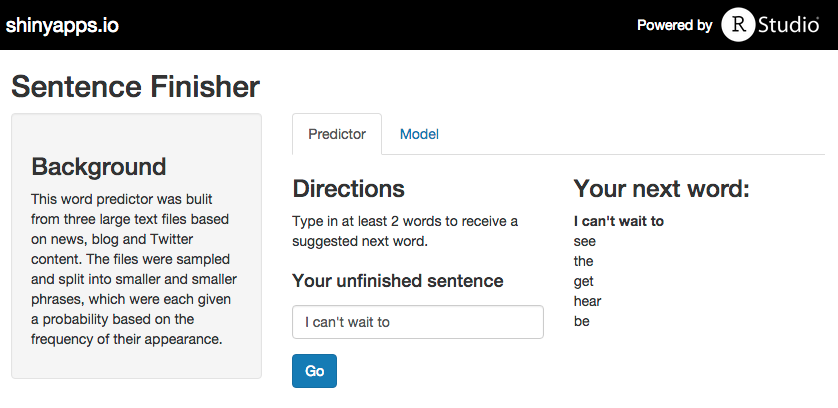 shinyapps.io
Powered by R Studio
Sentence Finisher
Background
This word predictor was bulit
from three large text files based
on news, blog and Twitter
content. The files were sampled
and split into smaller and smaller
phrases, which were each given
a probability based on the
frequency of their appearance.
Predictor
Model
Directions
Type in at least 2 words to receive a
suggested next word.
Your unfinished sentence
I can't wait to
Go
Your next word:
I can't wait to
see
the
get
hear
be